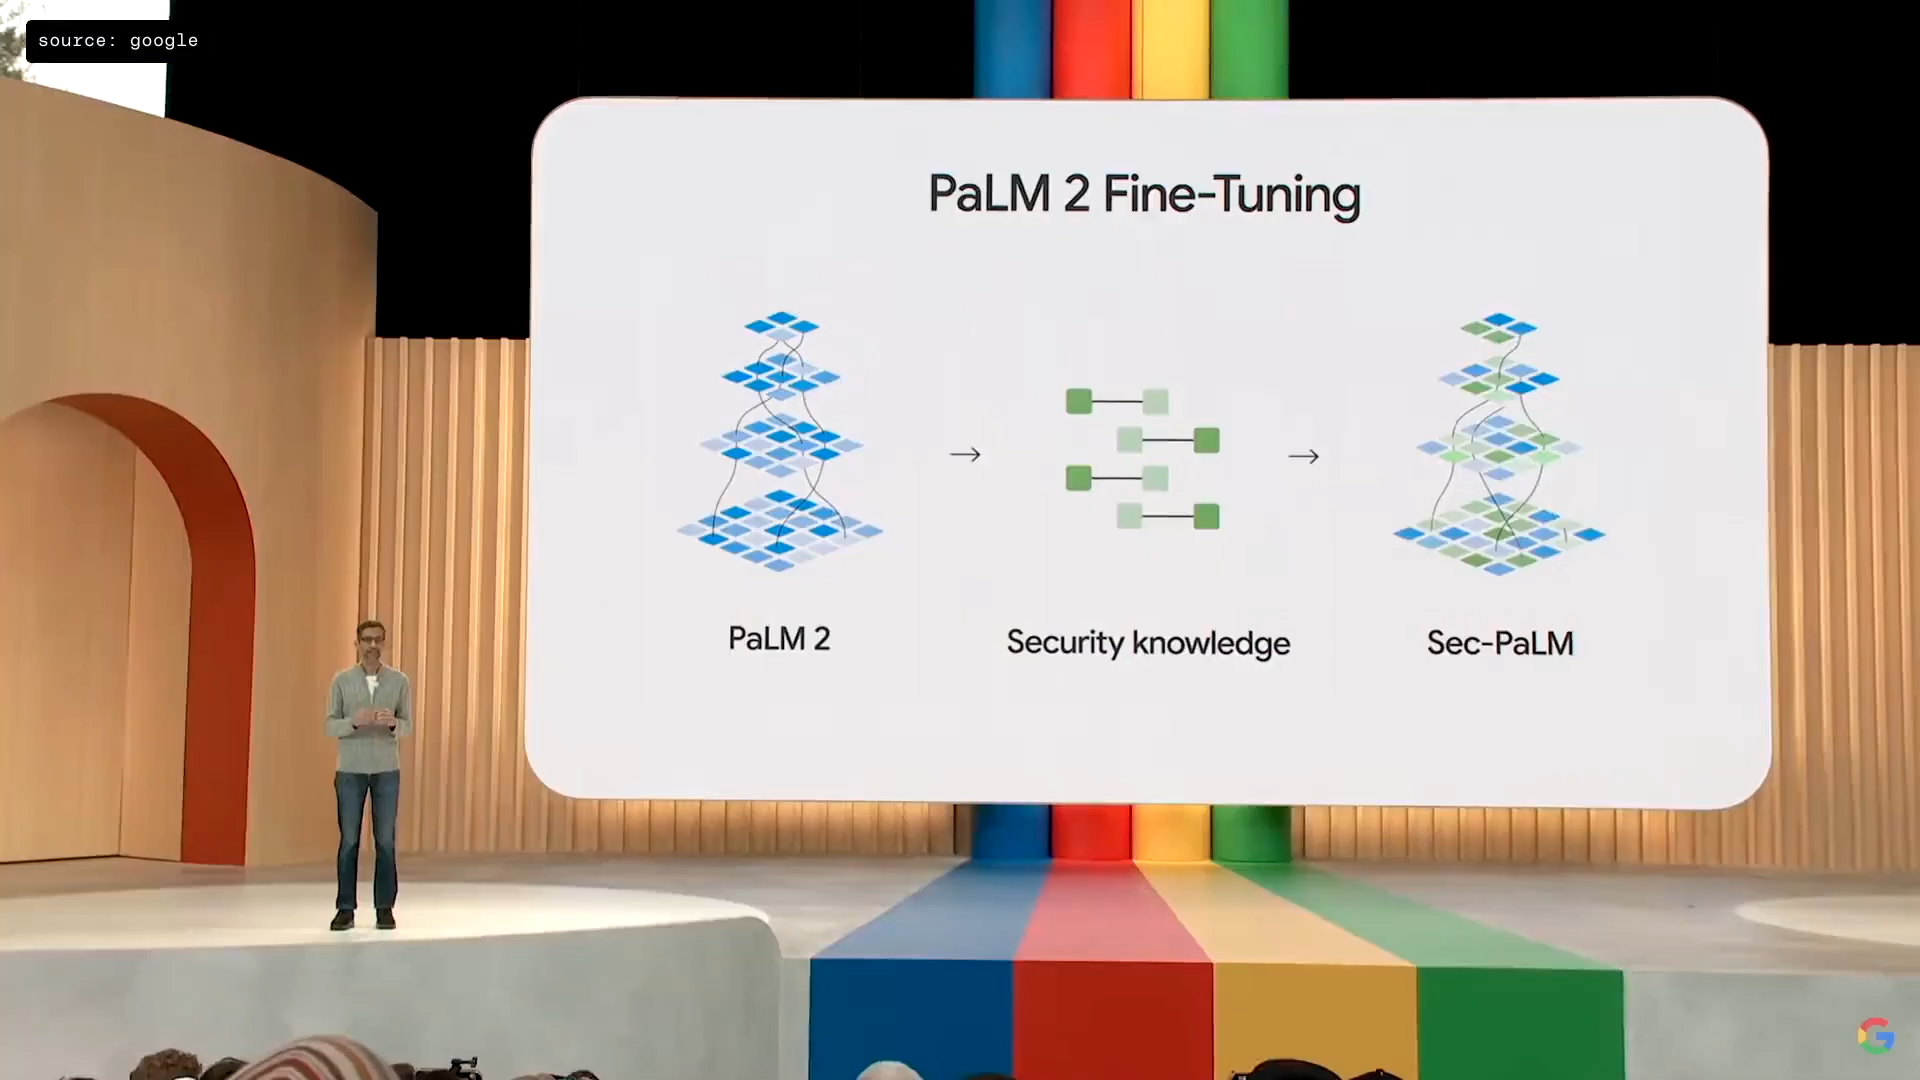 source: google
PaLM 2 Fine-Tuning
PaLM 2
Security knowledge
Sec-PaLM